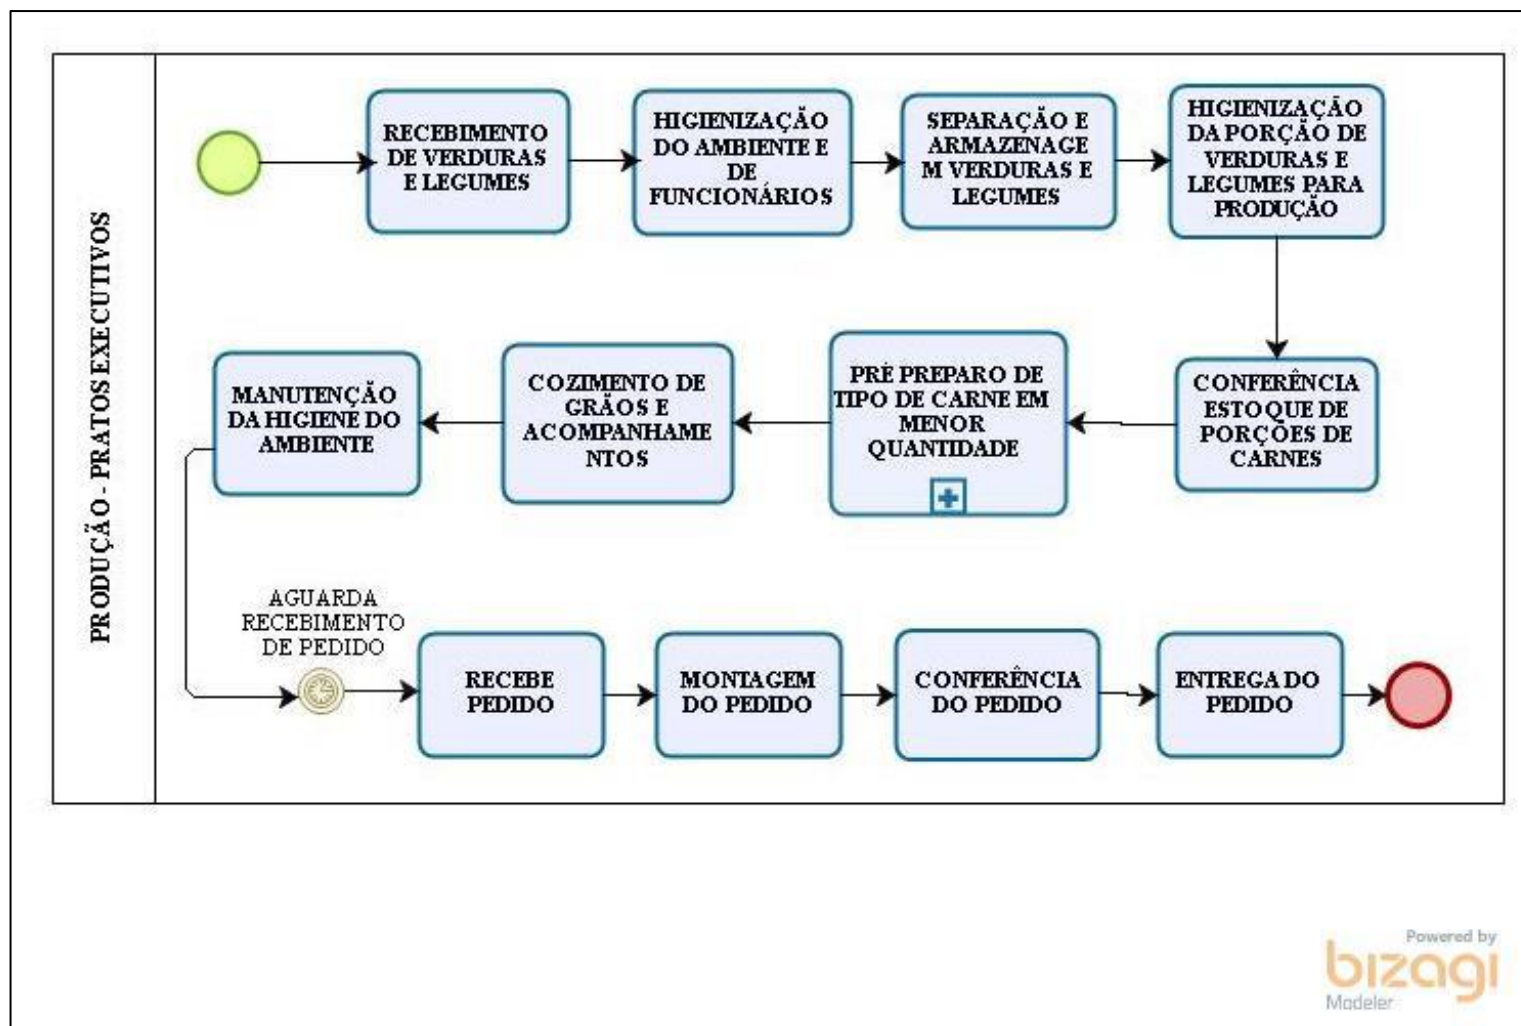 PRODUÇÃO - PRATOS EXECUTIVOS
RECEBIMENTO
DE VERDURAS
E LEGUMES
HIGIENIZAÇÃO
DO AMBIENTE E
DE
FUNCIONÁRIOS
SEPARAÇÃO E
ARMAZENAGE
M VERDURAS E
LEGUMES
HIGIENIZAÇÃO
DA PORÇÃO DE
VERDURAS E
LEGUMES PARA
PRODUÇÃO
CONFERÊNCIA
ESTOQUE DE
PORÇÕES DE
CARNES
PRÉ PREPARO DE
TIPO DE CARNE EM
MENOR
QUANTIDADE
COZIMENTO DE
GRÃOS E
ACOMPANHAME
NTOS
MANUTENÇÃO
DA HIGIENE DO
AMBIENTE
AGUARDA
RECEBIMENTO
DE PEDIDO
RECEBE
PEDIDO
MONTAGEM
DO PEDIDO
CONFERÊNCIA
DO PEDIDO
ENTREGA DO
PEDIDO
Powered by
bizagi
Modeler